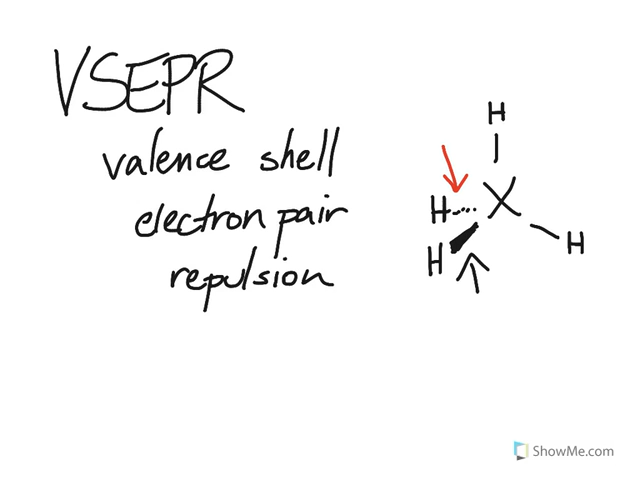 VSEPR
valence shell
electron pair
repulsion
H
H X
H
H
ShowMe.com